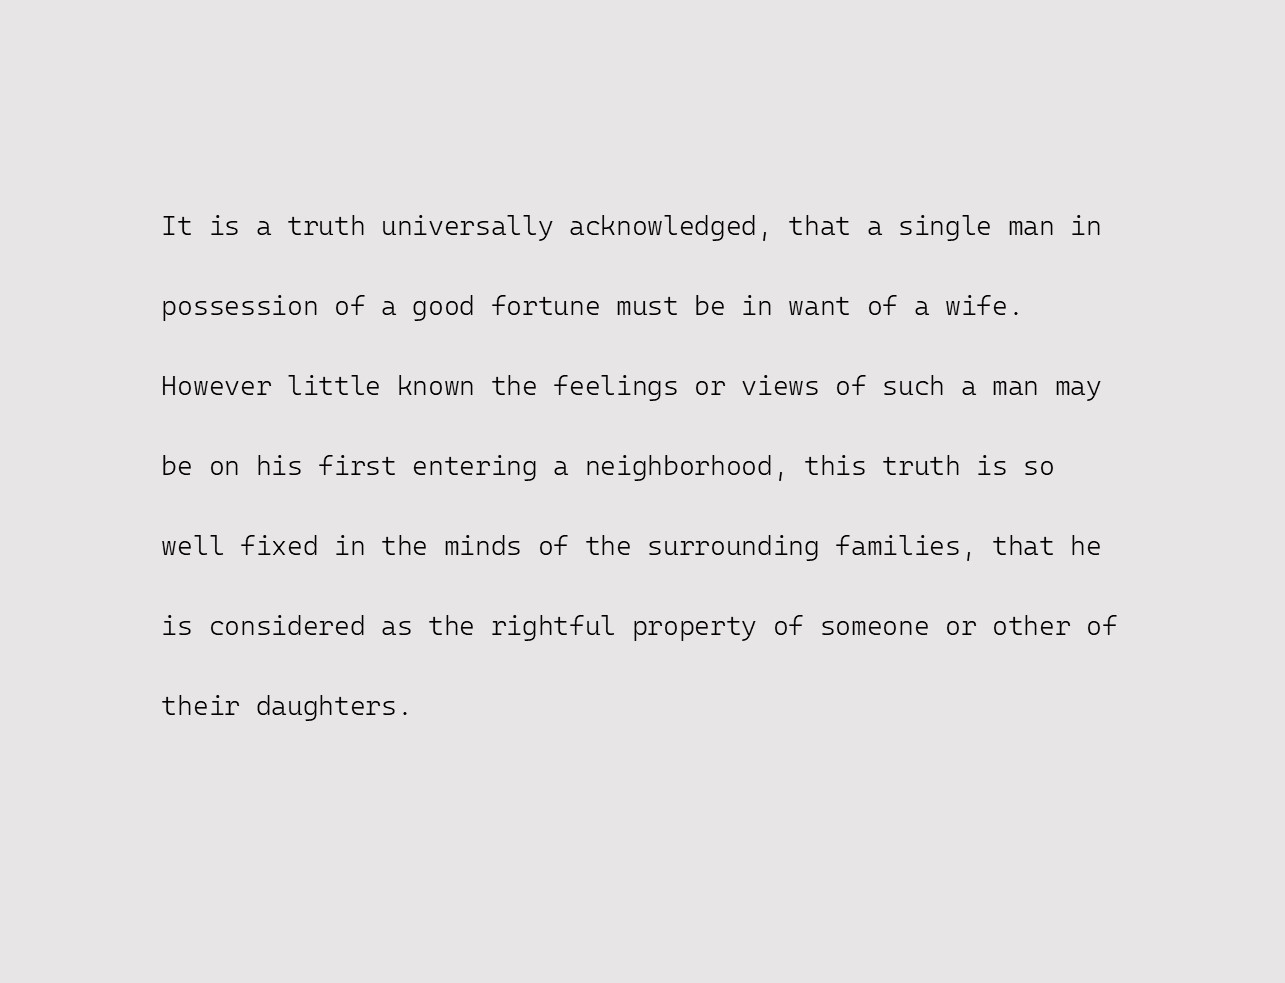 It is a truth universally acknowledged, that a single man in
possession of a good fortune must be in want of a wife.
However little known the feelings or views of such a man may
be on his first entering a neighborhood, this truth is so
well fixed in the minds of the surrounding families, that he
is considered as the rightful property of someone or other of
their daughters.